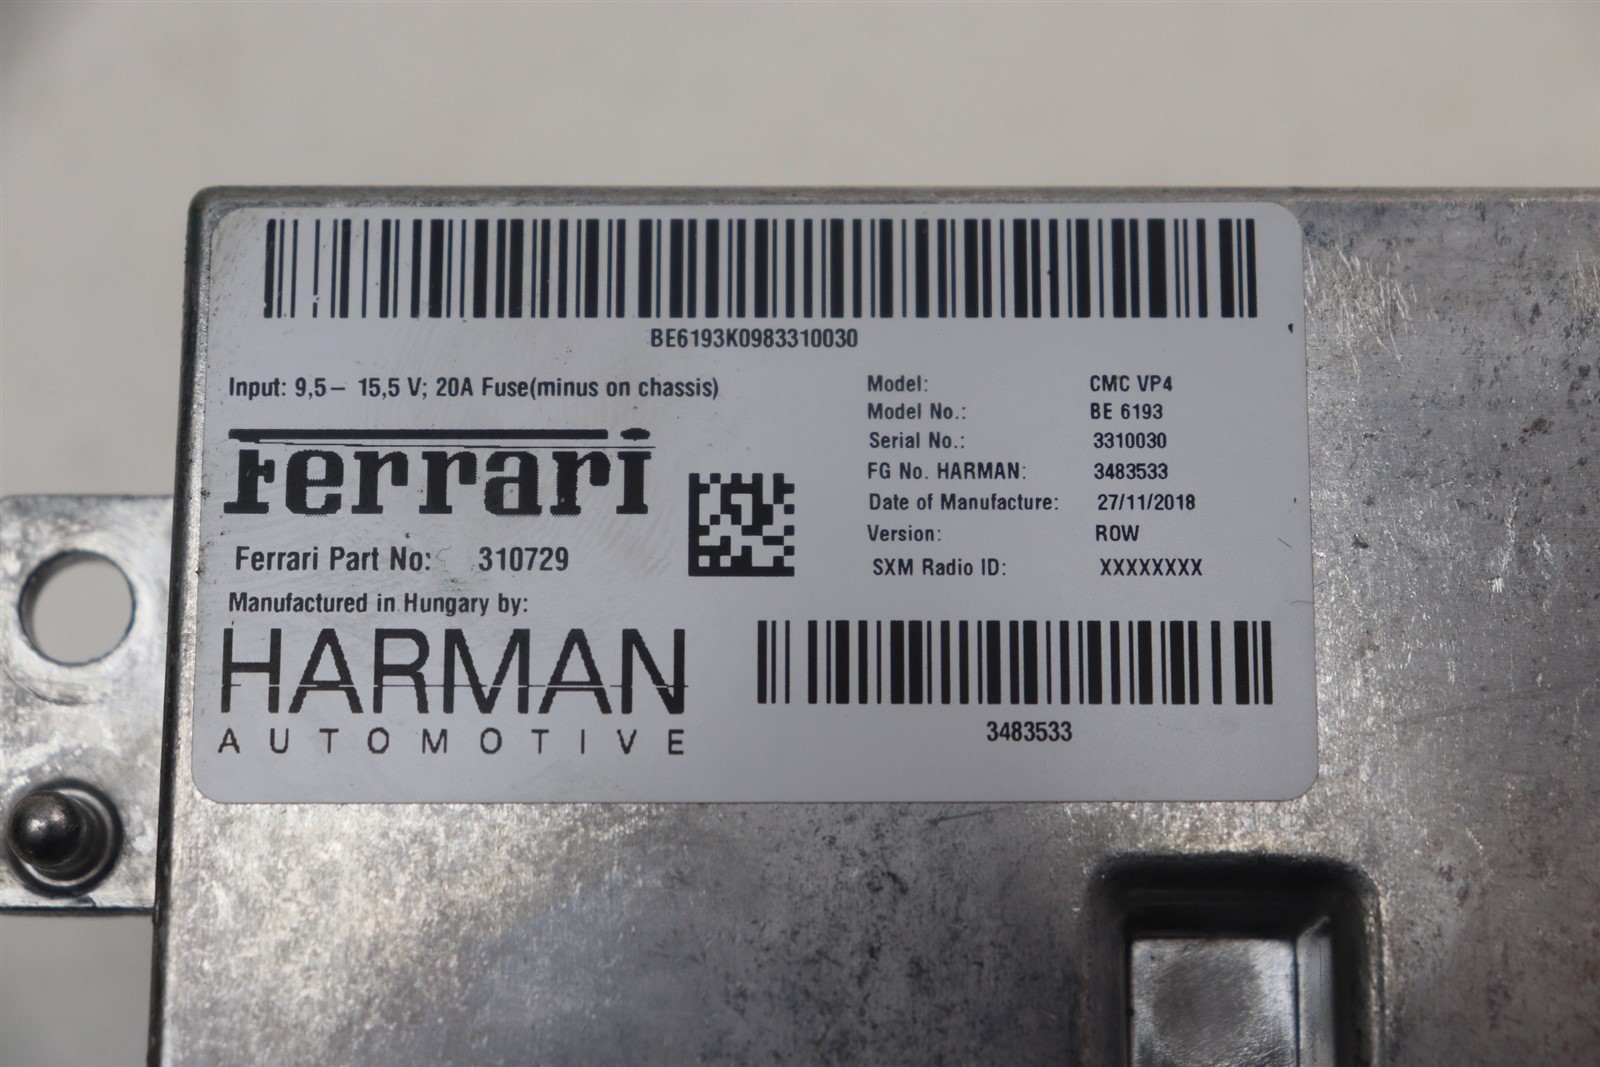 BE6193K0983310030
Input: 9,5– 15,5 V; 20A Fuse(minus on chassis)
Ferrari
Ferrari Part No: 310729
Manufactured in Hungary by:
HARMAN
AUTOMOTIVE
Model: CMC VP4
Model No.: BE 6193
Serial No.: 3310030
FG No. HARMAN: 3483533
Date of Manufacture: 27/11/2018
Version: ROW
SXM Radio ID: XXXXXXXX
3483533